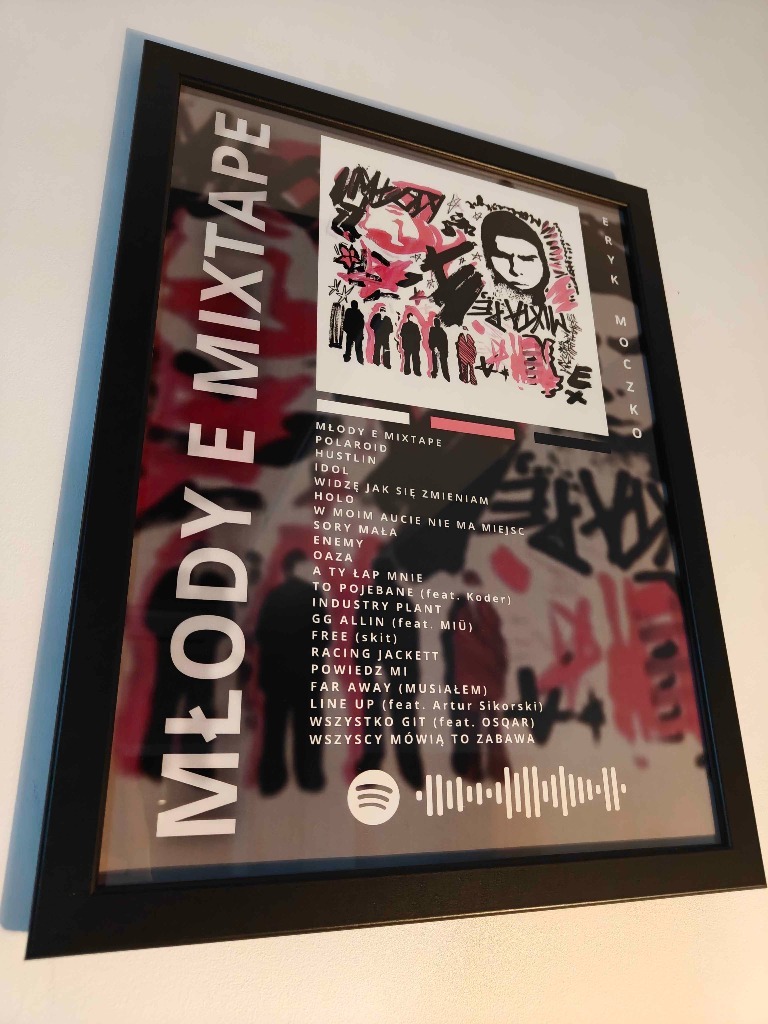 MŁODY E MIXTAPE
ERYK MOCZKO
MIXTAPE
EX
MŁODY E MIXTAPE
POLAROID
HUSTLIN
IDOL
WIDZĘ JAK SIĘ ZMIENIAM
HOLO
W MOIM AUCIE NIE MA MIEJSC
SORY MAŁA
ENEMY
OAZA
A TY ŁAP MNIE
TO POJEBANE (feat. Koder)
INDUSTRY PLANT
GG ALLIN (feat. MIÜ)
FREE (skit)
RACING JACKETT
POWIEDZ MI
FAR AWAY (MUSIAŁEM)
LINE UP (feat. Artur Sikorski)
WSZYSTKO GIT (feat. OSQAR)
WSZYSCY MÓWIĄ TO ZABAWA